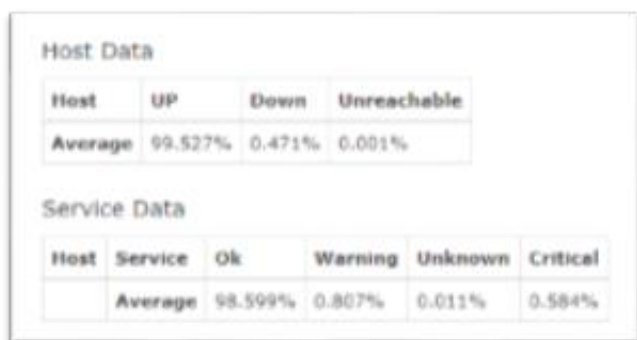 Host Data
Host UP Down Unreachable
Average 99.527% 0.471% 0.001%
Service Data
Host Service Ok Warning Unknown Critical
Average 98.599% 0.807% 0.011% 0.584%